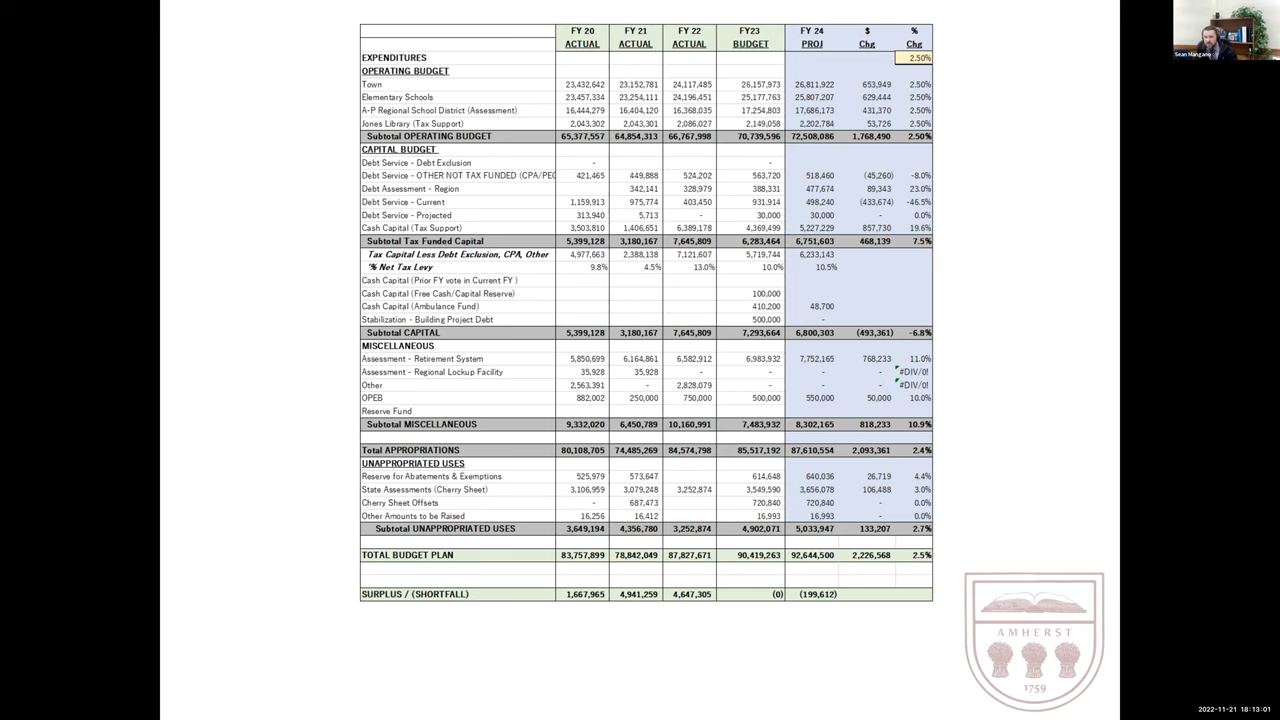 FY 20 FY 21 FY 22 FY23 FY 24 $ %
ACTUAL ACTUAL ACTUAL BUDGET PROJ Chg Chg
EXPENDITURES 2.50%
OPERATING BUDGET
Town 23,432,642 23,152,781 24,117,485 26,157,973 26,811,922 653,949 2.50%
Elementary Schools 23,457,334 23,254,111 24,196,451 25,177,763 25,807,207 629,444 2.50%
A-P Regional School District (Assessment) 16,444,279 16,404,120 16,368,035 17,254,803 17,686,173 431,370 2.50%
Jones Library (Tax Support) 2,043,302 2,043,301 2,086,027 2,149,058 2,202,784 53,726 2.50%
Subtotal OPERATING BUDGET 65,377,557 64,854,313 66,767,998 70,739,596 72,508,086 1,768,490 2.50%
CAPITAL BUDGET
Debt Service - Debt Exclusion - -
Debt Service - OTHER NOT TAX FUNDED (CPA/PEG 421,465 449,888 524,202 563,720 518,460 (45,260) -8.0%
Debt Assessment - Region 342,141 328,979 388,331 477,674 89,343 23.0%
Debt Service - Current 1,159,913 975,774 403,450 931,914 498,240 (433,674) -46.5%
Debt Service - Projected 313,940 5,713 - 30,000 30,000 - 0.0%
Cash Capital (Tax Support) 3,503,810 1,406,651 6,389,178 4,369,499 5,227,229 857,730 19.6%
Subtotal Tax Funded Capital 5,399,128 3,180,167 7,645,809 6,283,464 6,751,603 468,139 7.5%
Tax Capital Less Debt Exclusion, CPA, Other 4,977,663 2,388,138 7,121,607 5,719,744 6,233,143
'% Net Tax Levy 9.8% 4.5% 13.0% 10.0% 10.5%
Cash Capital (Prior FY vote in Current FY )
Cash Capital (Free Cash/Capital Reserve) 100,000
Cash Capital (Ambulance Fund) 410,200 48,700
Stabilization - Building Project Debt 500,000 -
Subtotal CAPITAL 5,399,128 3,180,167 7,645,809 7,293,664 6,800,303 (493,361) -6.8%
MISCELLANEOUS
Assessment - Retirement System 5,850,699 6,164,861 6,582,912 6,983,932 7,752,165 768,233 11.0%
Assessment - Regional Lockup Facility 35,928 35,928 - - - - #DIV/0!
Other 2,563,391 - 2,828,079 - - - #DIV/0!
OPEB 882,002 250,000 750,000 500,000 550,000 50,000 10.0%
Reserve Fund
Subtotal MISCELLANEOUS 9,332,020 6,450,789 10,160,991 7,483,932 8,302,165 818,233 10.9%
Total APPROPRIATIONS 80,108,705 74,485,269 84,574,798 85,517,192 87,610,554 2,093,361 2.4%
UNAPPROPRIATED USES
Reserve for Abatements & Exemptions 525,979 573,647 614,648 640,036 26,719 4.4%
State Assessments (Cherry Sheet) 3,106,959 3,079,248 3,252,874 3,549,590 3,656,078 106,488 3.0%
Cherry Sheet Offsets - 687,473 720,840 720,840 - 0.0%
Other Amounts to be Raised 16,256 16,412 16,993 16,993 - 0.0%
Subtotal UNAPPROPRIATED USES 3,649,194 4,356,780 3,252,874 4,902,071 5,033,947 133,207 2.7%
TOTAL BUDGET PLAN 83,757,899 78,842,049 87,827,671 90,419,263 92,644,500 2,226,568 2.5%
SURPLUS / (SHORTFALL) 1,667,965 4,941,259 4,647,305 (0) (199,612)
Sean Mangano
AMHERST
1759
2022-11-21 18:13:01